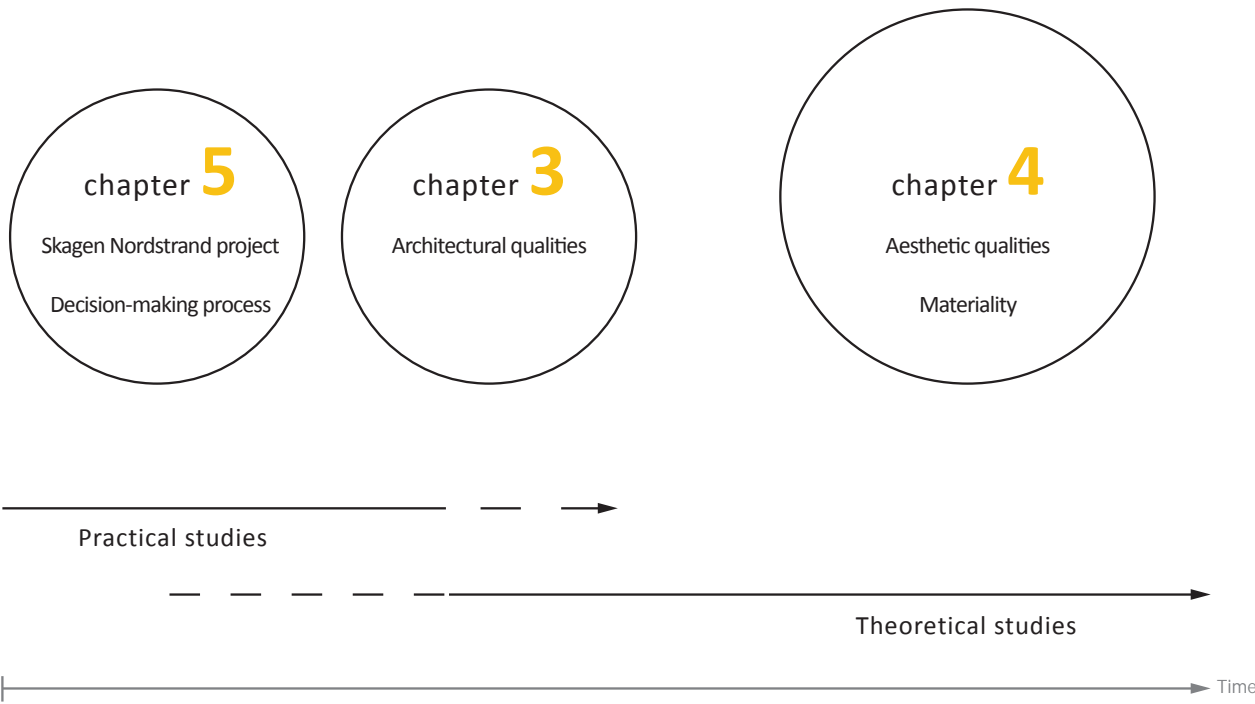 chapter 5
Skagen Nordstrand project
Decision-making process
chapter 3
Architectural qualities
chapter 4
Aesthetic qualities
Materiality
Practical studies
Theoretical studies
Time